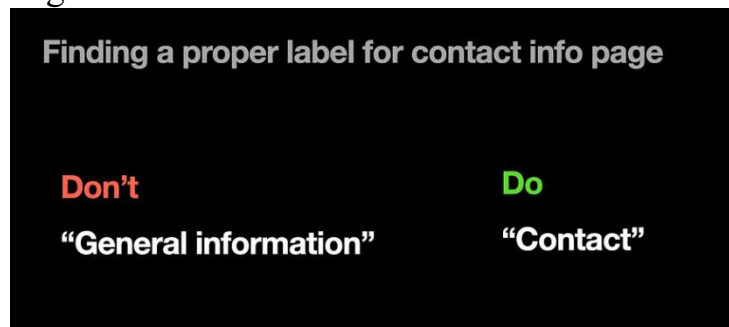 Finding a proper label for contact info page
Don’t
Do
“General information”
“Contact”